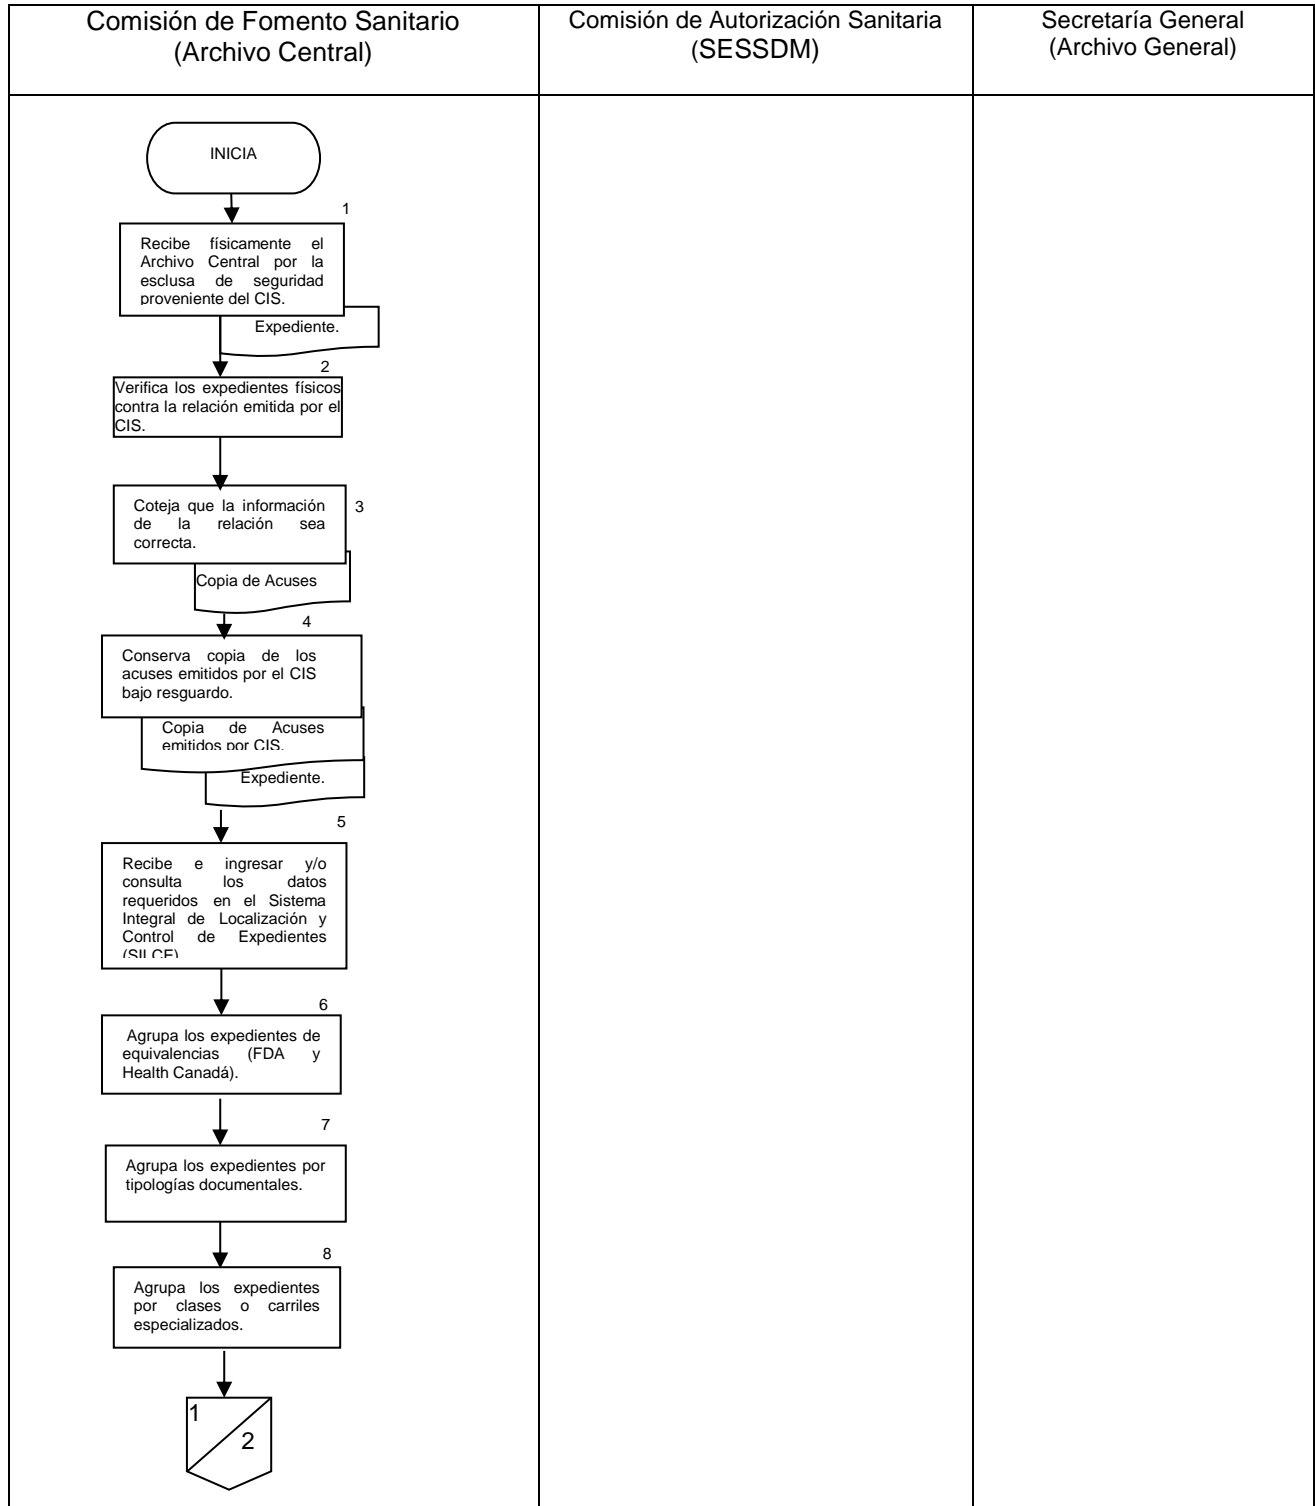 Comisión de Fomento Sanitario
(Archivo Central)
Comisión de Autorización Sanitaria
(SESSDM)
Secretaría General
(Archivo General)
INICIA
1
Recibe físicamente el
Archivo Central por la
esclusa de seguridad
proveniente del CIS.
Expediente.
2
Verifica los expedientes físicos
contra la relación emitida por el
CIS.
3
Coteja que la información
de la relación sea
correcta.
Copia de Acuses
4
Conserva copia de los
acuses emitidos por el CIS
bajo resguardo.
Copia de Acuses
emitidos por CIS.
Expediente.
5
Recibe e ingresar y/o
consulta los datos
requeridos en el Sistema
Integral de Localización y
Control de Expedientes
(SILCE)
6
Agrupa los expedientes de
equivalencias (FDA y
Health Canadá).
7
Agrupa los expedientes por
tipologías documentales.
8
Agrupa los expedientes
por clases o carriles
especializados.
1
2